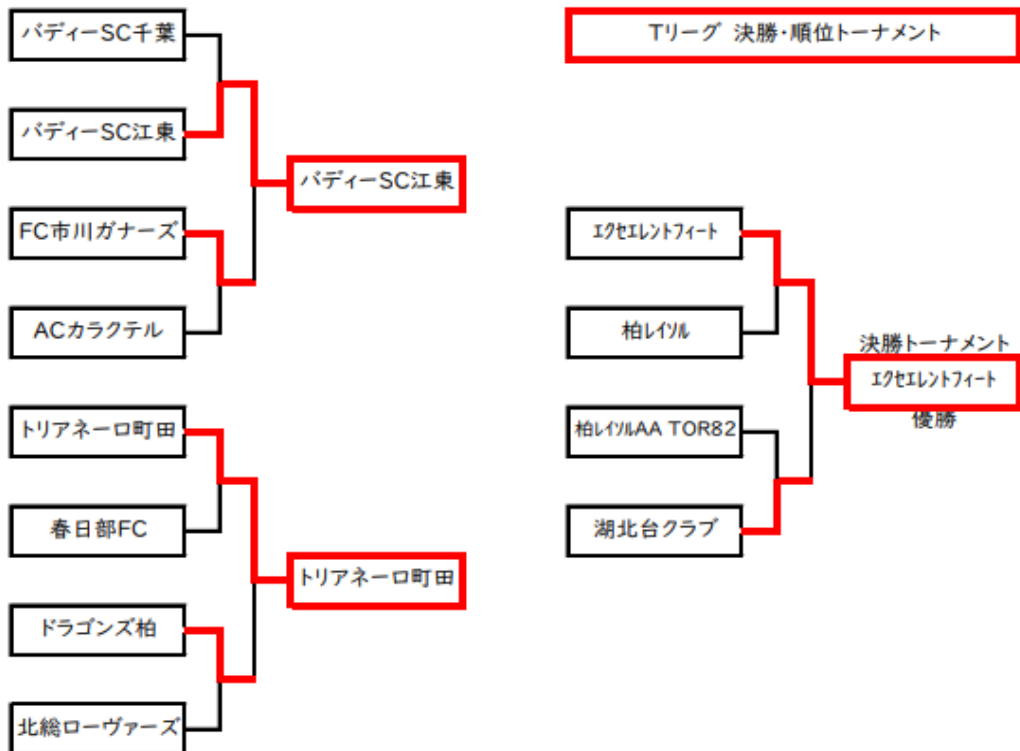 バディーSC千葉
バディーSC江東
バディーSC江東
FC市川ガナーズ
ACカラクテル
トリアネーロ町田
春日部FC
トリアネーロ町田
ドラゴンズ柏
北総ローヴァーズ
Tリーグ 決勝・順位トーナメント
エクセエレントフィート
柏レイソル
決勝トーナメント
エクセエレントフィート
優勝
柏レイソルAA TOR82
湖北台クラブ